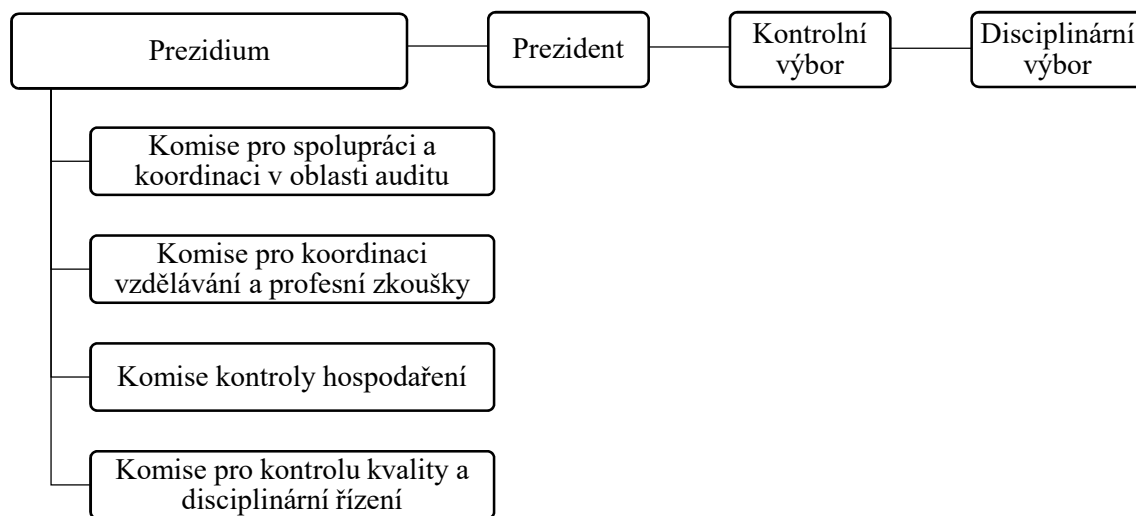 Prezidium
Prezident
Kontrolní
výbor
Disciplinární
výbor
Komise pro spolupráci a
koordinaci v oblasti auditu
Komise pro koordinaci
vzdělávání a profesní zkoušky
Komise kontroly hospodaření
Komise pro kontrolu kvality a
disciplinární řízení